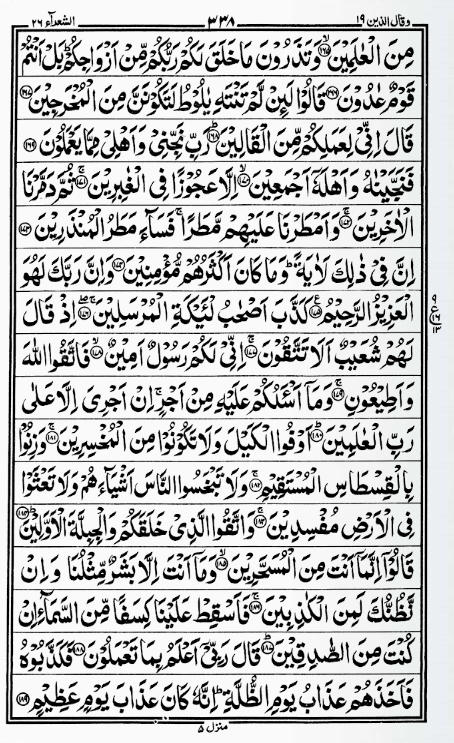 وقال الذين ١٩ ٣٣٨ الشعرآء ٢٦
مِنَ الْعٰلَمِيْنَ ﴿١٦٥﴾ وَتَذَرُوْنَ مَا خَلَقَ لَكُمْ رَبُّكُمْ مِّنْ اَزْوَاجِكُمْ ؕ بَلْ اَنْتُمْ
قَوْمٌ عٰدُوْنَ ﴿١٦٦﴾ قَالُوْا لَىِٕنْ لَّمْ تَنْتَهِ يٰلُوْطُ لَتَكُوْنَنَّ مِنَ الْمُخْرَجِيْنَ ﴿١٦٧﴾
قَالَ اِنِّىْ لِعَمَلِكُمْ مِّنَ الْقَالِيْنَ ؕ﴿١٦٨﴾ رَبِّ نَجِّنِىْ وَاَهْلِىْ مِمَّا يَعْمَلُوْنَ ﴿١٦٩﴾
فَنَجَّيْنٰهُ وَاَهْلَهٗٓ اَجْمَعِيْنَ ۙ﴿١٧٠﴾ اِلَّا عَجُوْزًا فِى الْغٰبِرِيْنَ ۚ﴿١٧١﴾ ثُمَّ دَمَّرْنَا
الْاٰخَرِيْنَ ۚ﴿١٧٢﴾ وَاَمْطَرْنَا عَلَيْهِمْ مَّطَرًا ۚ فَسَآءَ مَطَرُ الْمُنْذَرِيْنَ ﴿١٧٣﴾
اِنَّ فِىْ ذٰلِكَ لَاٰيَةً ؕ وَمَا كَانَ اَكْثَرُهُمْ مُّؤْمِنِيْنَ ﴿١٧٤﴾ وَاِنَّ رَبَّكَ لَهُوَ
الْعَزِيْزُ الرَّحِيْمُ ﴿١٧٥﴾ ع كَذَّبَ اَصْحٰبُ لْـَٔيْكَةِ الْمُرْسَلِيْنَ ۚۖ﴿١٧٦﴾ اِذْ قَالَ
٩ ع ١٦ ١٣
لَهُمْ شُعَيْبٌ اَلَا تَتَّقُوْنَ ۚ﴿١٧٧﴾ اِنِّىْ لَكُمْ رَسُوْلٌ اَمِيْنٌ ۙ﴿١٧٨﴾ فَاتَّقُوا اللّٰهَ
وَاَطِيْعُوْنِ ۚ﴿١٧٩﴾ وَمَآ اَسْـَٔلُكُمْ عَلَيْهِ مِنْ اَجْرٍ ۚ اِنْ اَجْرِىَ اِلَّا عَلٰى
رَبِّ الْعٰلَمِيْنَ ؕ﴿١٨٠﴾ اَوْفُوا الْكَيْلَ وَلَا تَكُوْنُوْا مِنَ الْمُخْسِرِيْنَ ۚ﴿١٨١﴾ وَزِنُوْا
بِالْقِسْطَاسِ الْمُسْتَقِيْمِ ۚ﴿١٨٢﴾ وَلَا تَبْخَسُوا النَّاسَ اَشْيَآءَهُمْ وَلَا تَعْثَوْا
فِى الْاَرْضِ مُفْسِدِيْنَ ۚ﴿١٨٣﴾ وَاتَّقُوا الَّذِىْ خَلَقَكُمْ وَالْجِبِلَّةَ الْاَوَّلِيْنَ ؕ﴿١٨٤﴾
قَالُوْٓا اِنَّمَآ اَنْتَ مِنَ الْمُسَحَّرِيْنَ ۙ﴿١٨٥﴾ وَمَآ اَنْتَ اِلَّا بَشَرٌ مِّثْلُنَا وَاِنْ
نَّظُنُّكَ لَمِنَ الْكٰذِبِيْنَ ۚ﴿١٨٦﴾ فَاَسْقِطْ عَلَيْنَا كِسَفًا مِّنَ السَّمَآءِ اِنْ
كُنْتَ مِنَ الصّٰدِقِيْنَ ؕ﴿١٨٧﴾ قَالَ رَبِّىْٓ اَعْلَمُ بِمَا تَعْمَلُوْنَ ﴿١٨٨﴾ فَكَذَّبُوْهُ
فَاَخَذَهُمْ عَذَابُ يَوْمِ الظُّلَّةِ ؕ اِنَّهٗ كَانَ عَذَابَ يَوْمٍ عَظِيْمٍ ﴿١٨٩﴾
منزل ٥